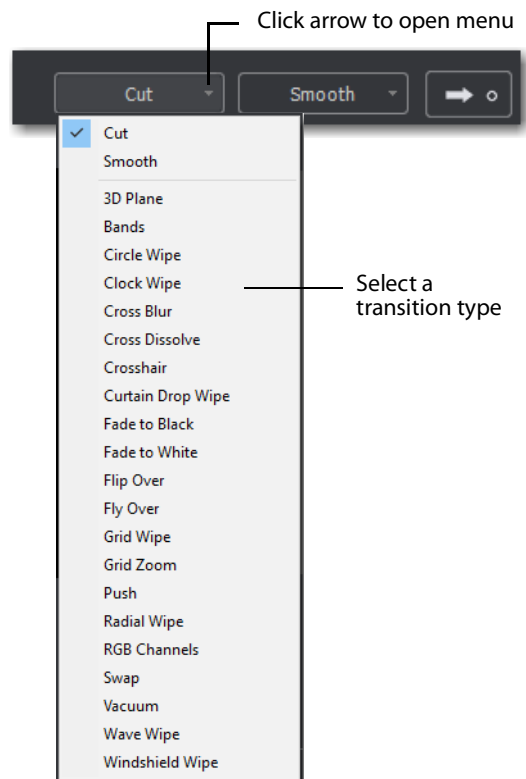 Click arrow to open menu
Cut
Smooth
Cut
Smooth
3D Plane
Bands
Circle Wipe
Clock Wipe
Select a
transition type
Cross Blur
Cross Dissolve
Crosshair
Curtain Drop Wipe
Fade to Black
Fade to White
Flip Over
Fly Over
Grid Wipe
Grid Zoom
Push
Radial Wipe
RGB Channels
Swap
Vacuum
Wave Wipe
Windshield Wipe